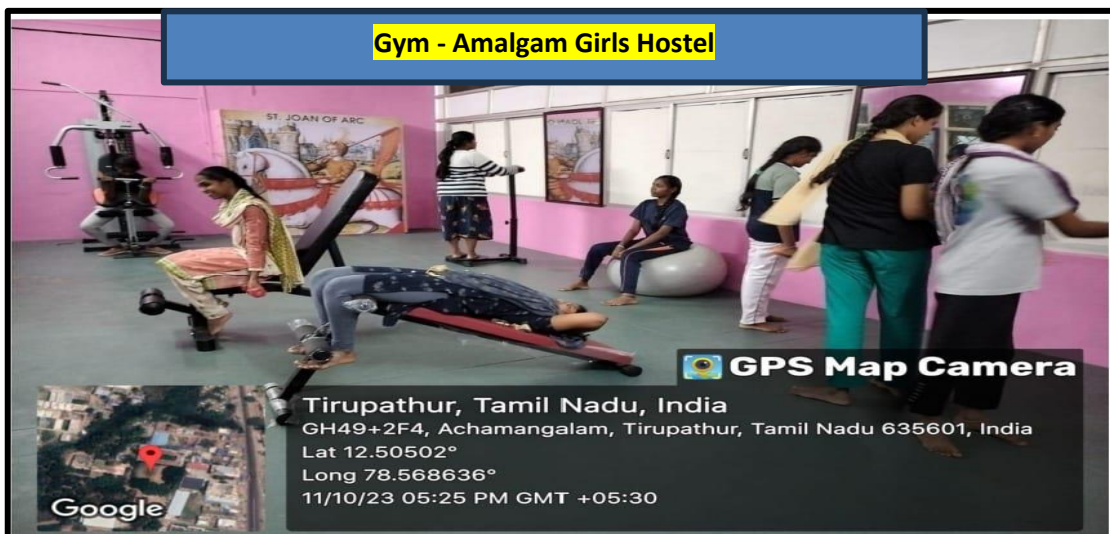 Gym - Amalgam Girls Hostel
ST. JOAN OF ARC
GPS Map Camera
Tirupathur, Tamil Nadu, India
GH49+2F4, Achamangalam, Tirupathur, Tamil Nadu 635601, India
Lat 12.50502°
Long 78.568636°
11/10/23 05:25 PM GMT +05:30
Google